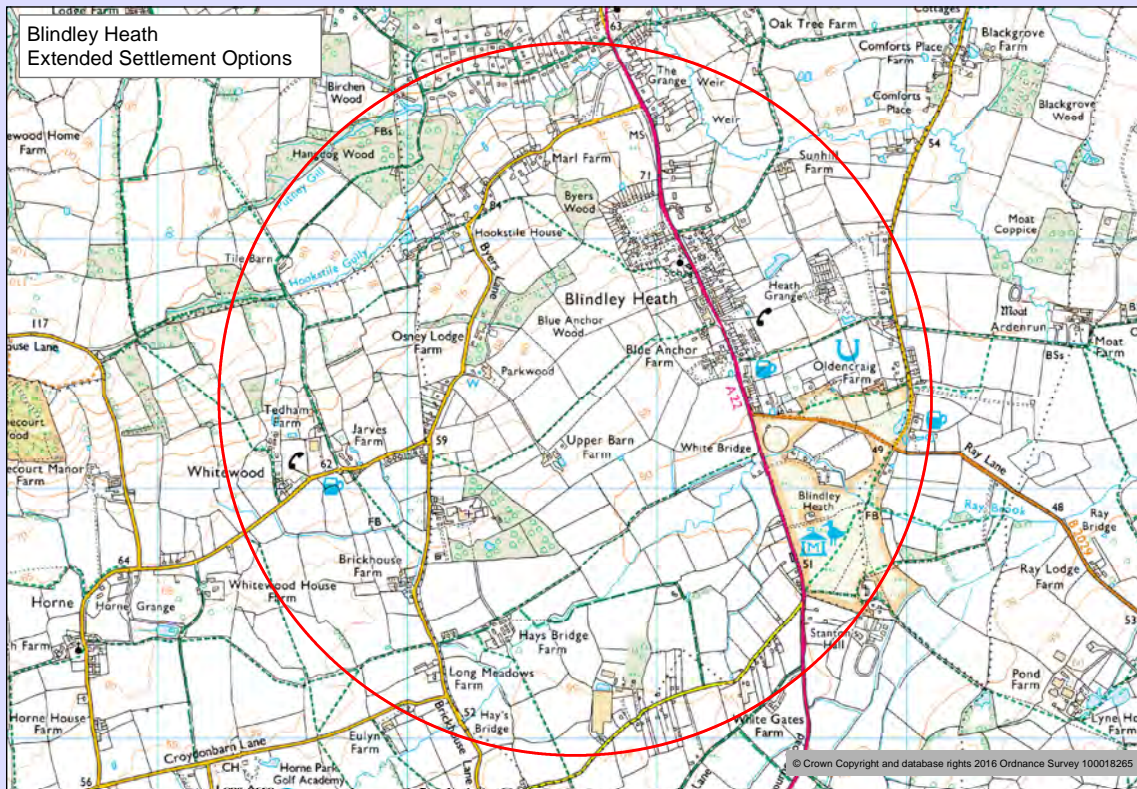 Blindley Heath
Extended Settlement Options
Lodge Farm
63
Oak Tree Farm
Cottages
Blackgrove
Farm
Comforts Place
Farm
The
Grange
Weir
Birchen
Wood
Comforts
Place
Blackgrove
Wood
FBs
Weir
ewood Home
Farm
MS
54
Hangdog Wood
Marl Farm
Sunhill
Farm
Putney Gill
71
Byers
Wood
84
Moat
Coppice
Hookstile House
Tile Barn
Hookstile Gully
Byers Lane
School
Heath
Grange
Blindley Heath
Moat
Ardenrun
117
Blue Anchor
Wood
Osney Lodge
Farm
ouse Lane
Blue Anchor
Farm
BSs
Moat
Farm
Parkwood
Oldencraig
Farm
W
A22
Tedham
Farm
Jarves
Farm
59
Upper Barn
Farm
White Bridge
49
Ray Lane
Whitewood
62
ecourt Manor
Farm
Blindley
Heath
FB
Ray Brook
48
Ray
Bridge
FB
M
51
B2029
Brickhouse
Farm
64
Whitewood House
Farm
Ray Lodge
Farm
Horne
Horne Grange
53
h Farm
Hays Bridge
Farm
Stanton
Hall
Long Meadows
Farm
Pond
Farm
Horne House
Farm
52
Hay's
Bridge
White Gates
Farm
Brickhouse Lane
Croydonbarn Lane
Eulyn
Farm
56
CH
Horne Park
Golf Academy
Lane
© Crown Copyright and database rights 2016 Ordnance Survey 100018265